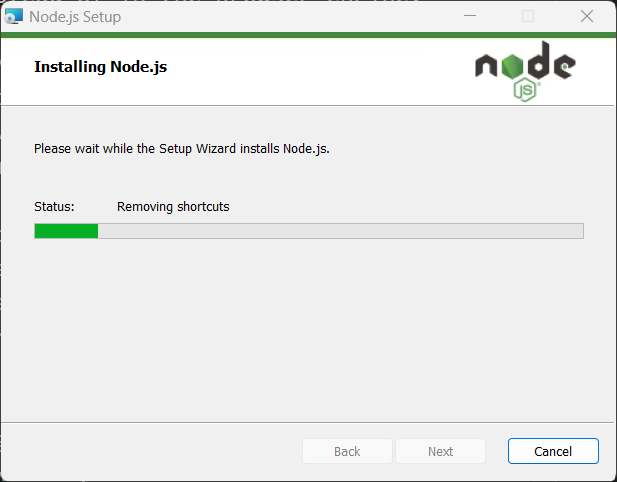 Node.js Setup
Installing Node.js
node
JS
Please wait while the Setup Wizard installs Node.js.
Status: Removing shortcuts
Back Next Cancel